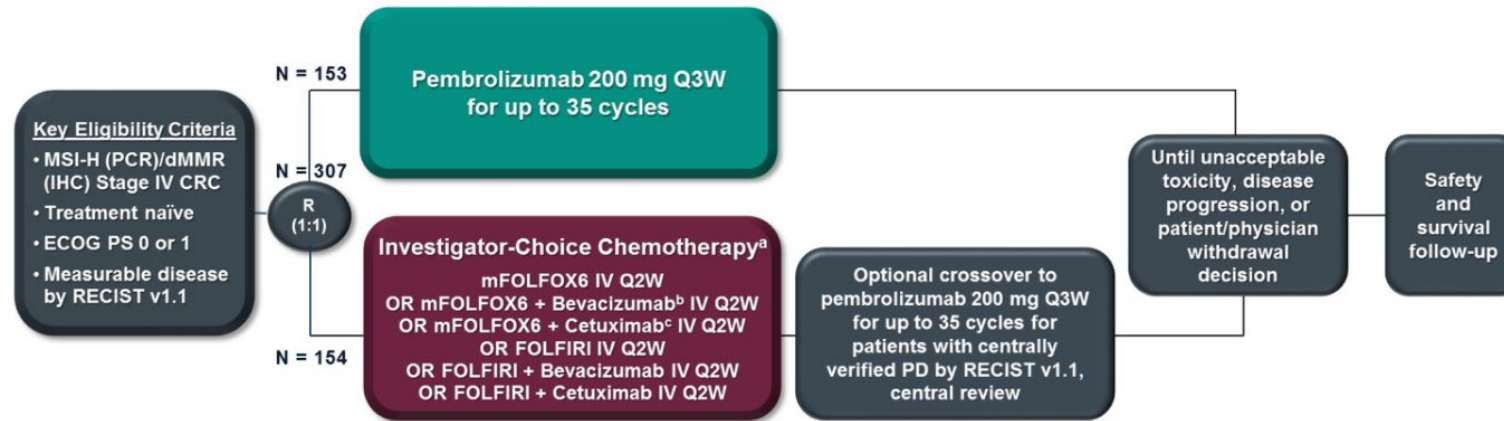 Key Eligibility Criteria
• MSI-H (PCR)/dMMR
(IHC) Stage IV CRC
• Treatment naïve
• ECOG PS 0 or 1
• Measurable disease
by RECIST v1.1
N = 153
N = 307
R
(1:1)
N = 154
Pembrolizumab 200 mg Q3W
for up to 35 cycles
Investigator-Choice Chemotherapyᵃ
mFOLFOX6 IV Q2W
OR mFOLFOX6 + Bevacizumabᵇ IV Q2W
OR mFOLFOX6 + Cetuximabᶜ IV Q2W
OR FOLFIRI IV Q2W
OR FOLFIRI + Bevacizumab IV Q2W
OR FOLFIRI + Cetuximab IV Q2W
Optional crossover to
pembrolizumab 200 mg Q3W
for up to 35 cycles for
patients with centrally
verified PD by RECIST v1.1,
central review
Until unacceptable
toxicity, disease
progression, or
patient/physician
withdrawal
decision
Safety
and
survival
follow-up